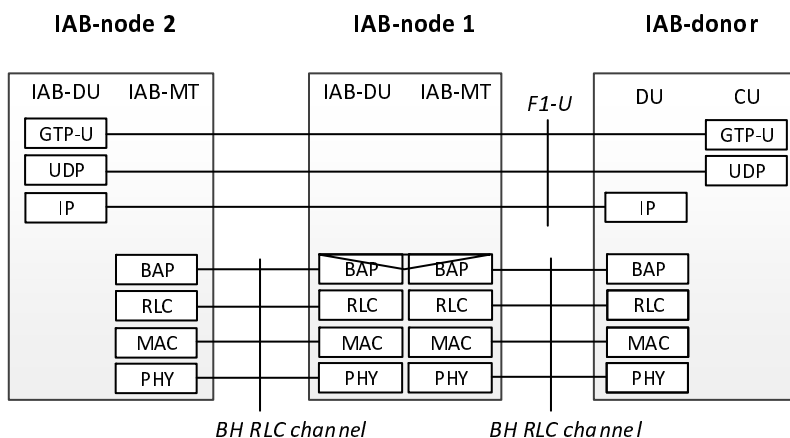 IAB-node 2 IAB-node 1 IAB-donor
IAB-DU IAB-MT IAB-DU IAB-MT F1-U DU CU
GTP-U GTP-U
UDP UDP
IP IP
BAP BAP BAP BAP
RLC RLC RLC RLC
MAC MAC MAC MAC
PHY PHY PHY PHY
BH RLC channel BH RLC channel